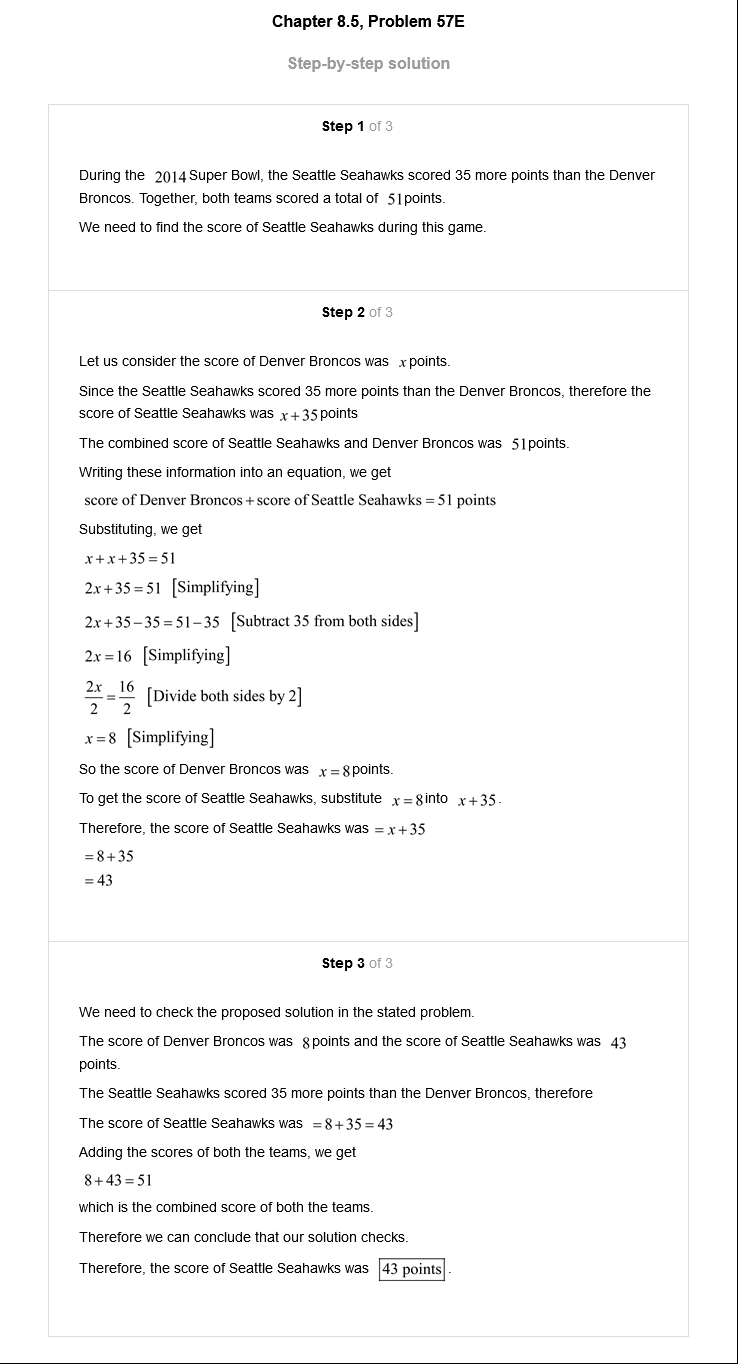 Chapter 8.5, Problem 57E
Step-by-step solution
Step 1 of 3
During the 2014 Super Bowl, the Seattle Seahawks scored 35 more points than the Denver
Broncos. Together, both teams scored a total of 51 points.
We need to find the score of Seattle Seahawks during this game.
Step 2 of 3
Let us consider the score of Denver Broncos was x points.
Since the Seattle Seahawks scored 35 more points than the Denver Broncos, therefore the
score of Seattle Seahawks was x+35 points
The combined score of Seattle Seahawks and Denver Broncos was 51 points.
Writing these information into an equation, we get
score of Denver Broncos + score of Seattle Seahawks = 51 points
Substituting, we get
x+x+35=51
2x+35=51 [Simplifying]
2x+35−35=51−35 [Subtract 35 from both sides]
2x=16 [Simplifying]
2x/2 = 16/2 [Divide both sides by 2]
x=8 [Simplifying]
So the score of Denver Broncos was x=8 points.
To get the score of Seattle Seahawks, substitute x=8 into x+35.
Therefore, the score of Seattle Seahawks was =x+35
=8+35
=43
Step 3 of 3
We need to check the proposed solution in the stated problem.
The score of Denver Broncos was 8 points and the score of Seattle Seahawks was 43
points.
The Seattle Seahawks scored 35 more points than the Denver Broncos, therefore
The score of Seattle Seahawks was =8+35=43
Adding the scores of both the teams, we get
8+43=51
which is the combined score of both the teams.
Therefore we can conclude that our solution checks.
Therefore, the score of Seattle Seahawks was 43 points.